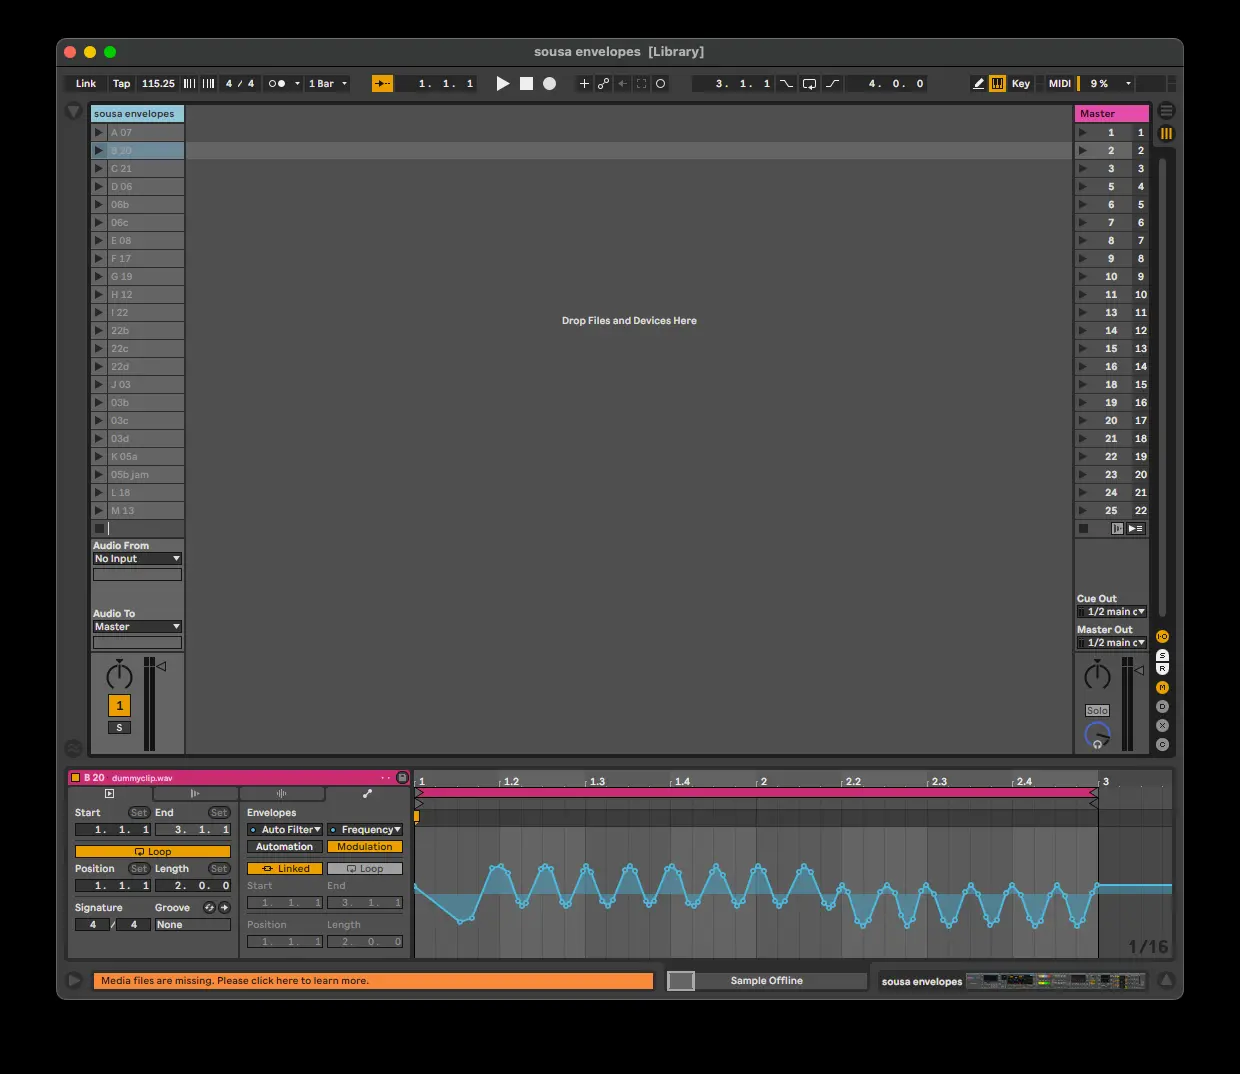 sousa envelopes [Library]
Link Tap 115.25 4 / 4 1 Bar 1. 1. 1 3. 1. 1 4. 0. 0 Key MIDI 9 %
sousa envelopes Master
A 07 1 1
B 20 2 2
C 21 3 3
D 06 5 4
06b 6 5
06c 7 6
E 08 8 7
F 17 9 8
G 19 10 9
H 12 11 10
I 22 13 11
22b 14 12
22c 15 13
22d 16 14
J 03 18 15
03b 19 16
03c 20 17
03d 21 18
K 05a 22 19
05b jam 23 20
L 18 24 21
M 13 25 22
Drop Files and Devices Here
Audio From
No Input
Audio To
Master
1
S
Cue Out
1/2 main c
Master Out
1/2 main c
Solo
I·O
S
R
M
D
X
C
B 20 dummyclip.wav
Start Set End Set
1. 1. 1 3. 1. 1
Loop
Position Set Length Set
1. 1. 1 2. 0. 0
Signature Groove
4 / 4 None
Envelopes
Auto Filter Frequency
Automation Modulation
Linked Loop
Start End
1. 1. 1 3. 1. 1
Position Length
1. 1. 1 2. 0. 0
1 1.2 1.3 1.4 2 2.2 2.3 2.4 3
1/16
Media files are missing. Please click here to learn more.
Sample Offline
sousa envelopes